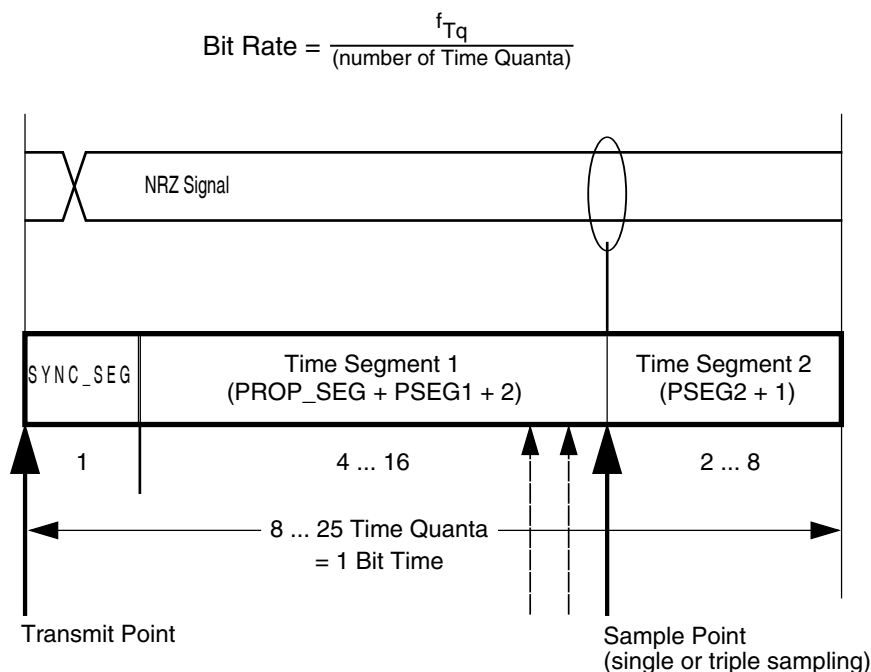 Bit Rate = fTq
(number of Time Quanta)
NRZ Signal
SYNC_SEG
Time Segment 1
(PROP_SEG + PSEG1 + 2)
Time Segment 2
(PSEG2 + 1)
1
4 ... 16
2 ... 8
8 ... 25 Time Quanta
= 1 Bit Time
Transmit Point
Sample Point
(single or triple sampling)